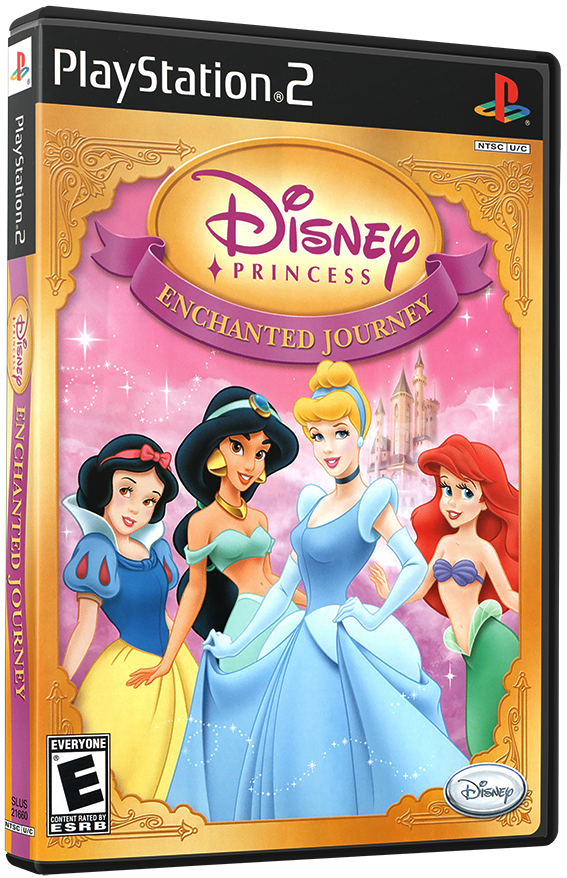 PlayStation®2
NTSC U/C
Disney
PRINCESS
ENCHANTED JOURNEY
EVERYONE
E
CONTENT RATED BY
ESRB
Disney
PlayStation®2
Disney
PRINCESS
ENCHANTED JOURNEY
SLUS
21660
NTSC U/C